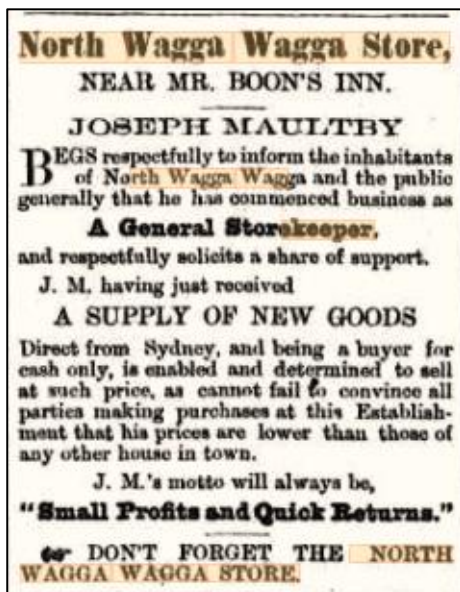 North Wagga Wagga Store,
NEAR MR. BOON'S INN.
JOSEPH MAULTBY
BEGS respectfully to inform the inhabitants
of North Wagga Wagga and the public
generally that he has commenced business as
A General Storekeeper,
and respectfully solicits a share of support.
J. M. having just received
A SUPPLY OF NEW GOODS
Direct from Sydney, and being a buyer for
cash only, is enabled and determined to sell
at such price, as cannot fail to convince all
parties making purchases at this Establish-
ment that his prices are lower than those of
any other house in town.
J. M.'s motto will always be,
"Small Profits and Quick Returns."
☞ DON'T FORGET THE NORTH
WAGGA WAGGA STORE.